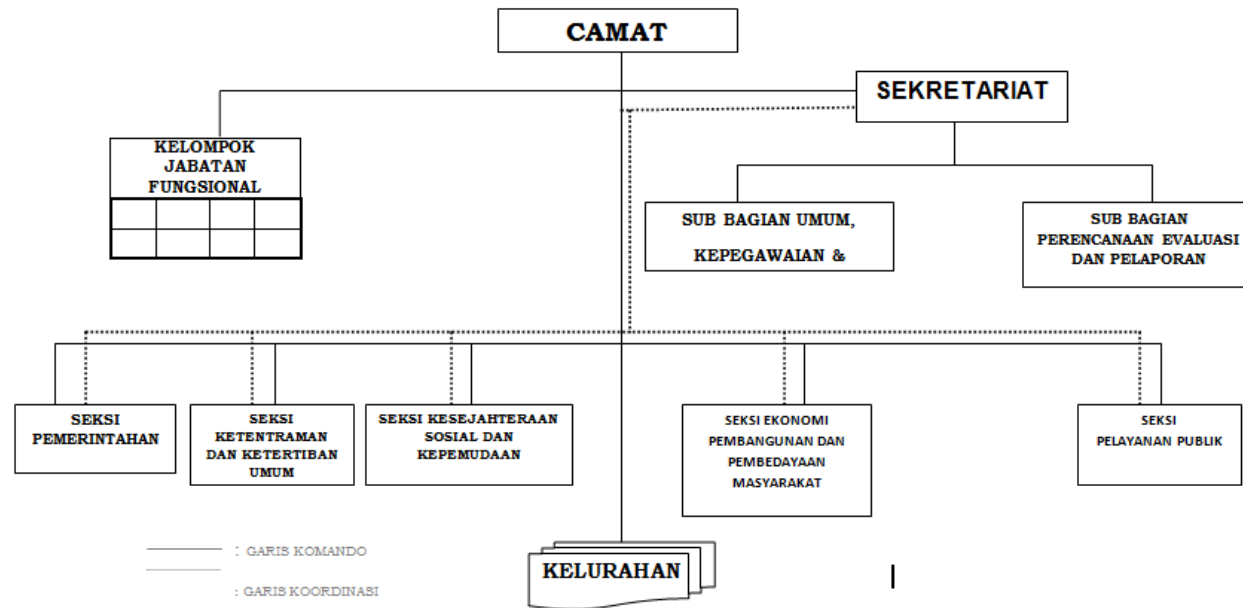 CAMAT
SEKRETARIAT
KELOMPOK
JABATAN
FUNGSIONAL
SUB BAGIAN UMUM,
KEPEGAWAIAN &
SUB BAGIAN
PERENCANAAN EVALUASI
DAN PELAPORAN
SEKSI
PEMERINTAHAN
SEKSI
KETENTRAMAN
DAN KETERTIBAN
UMUM
SEKSI KESEJAHTERAAN
SOSIAL DAN
KEPEMUDAAN
SEKSI EKONOMI
PEMBANGUNAN DAN
PEMBEDAYAAN
MASYARAKAT
SEKSI
PELAYANAN PUBLIK
: GARIS KOMANDO
: GARIS KOORDINASI
KELURAHAN